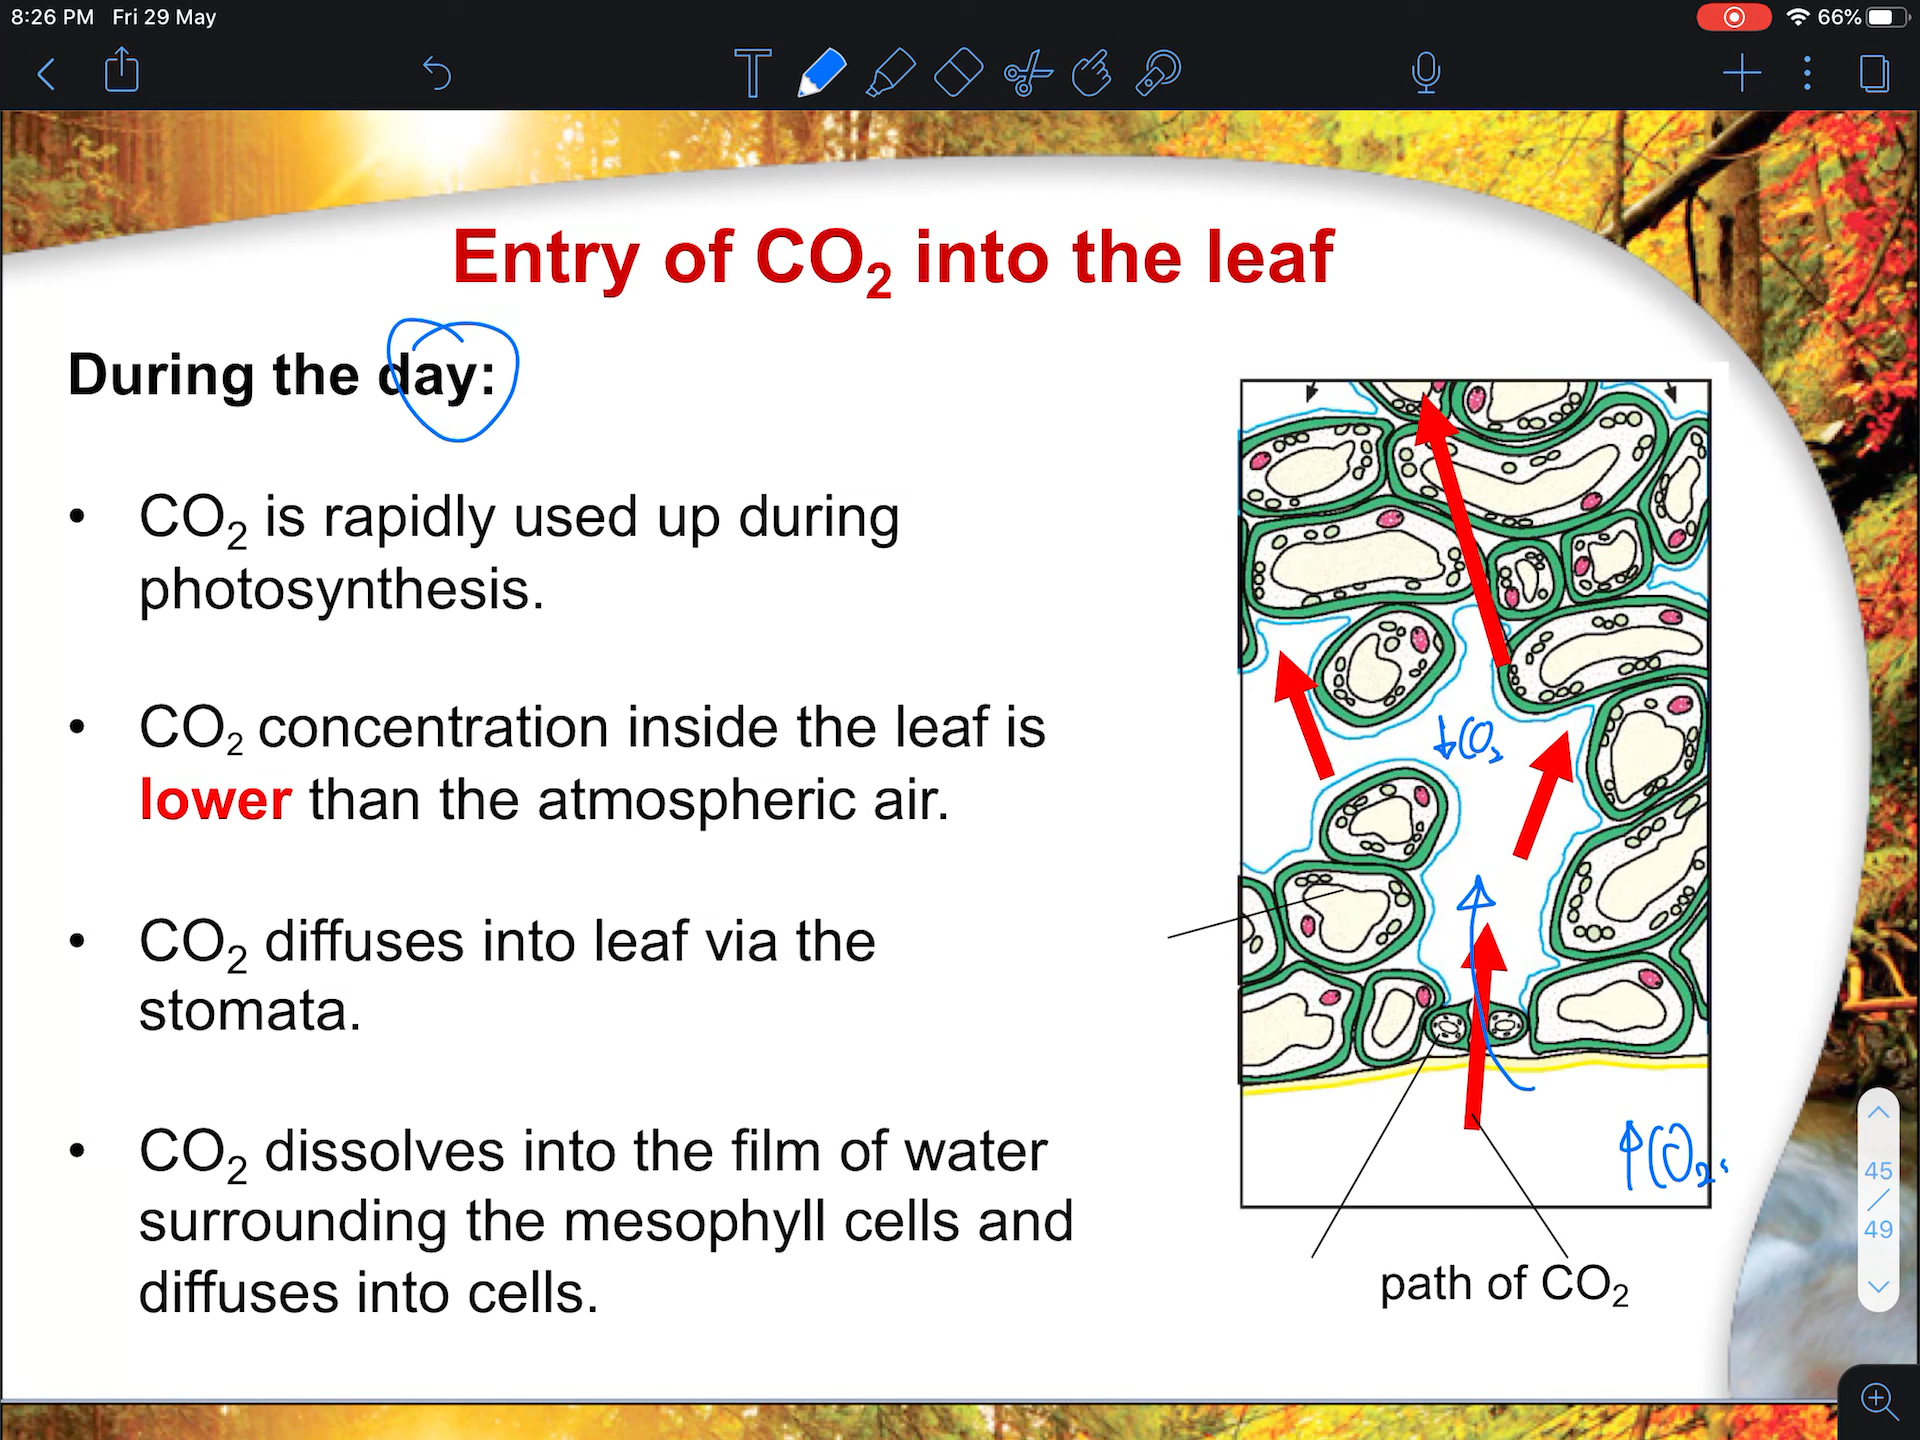 8:26 PM Fri 29 May
66%
T
Entry of CO₂ into the leaf
During the day:
• CO₂ is rapidly used up during
photosynthesis.
• CO₂ concentration inside the leaf is
lower than the atmospheric air.
• CO₂ diffuses into leaf via the
stomata.
• CO₂ dissolves into the film of water
surrounding the mesophyll cells and
diffuses into cells.
↓CO₂
↑CO₂
path of CO₂
45
/
49